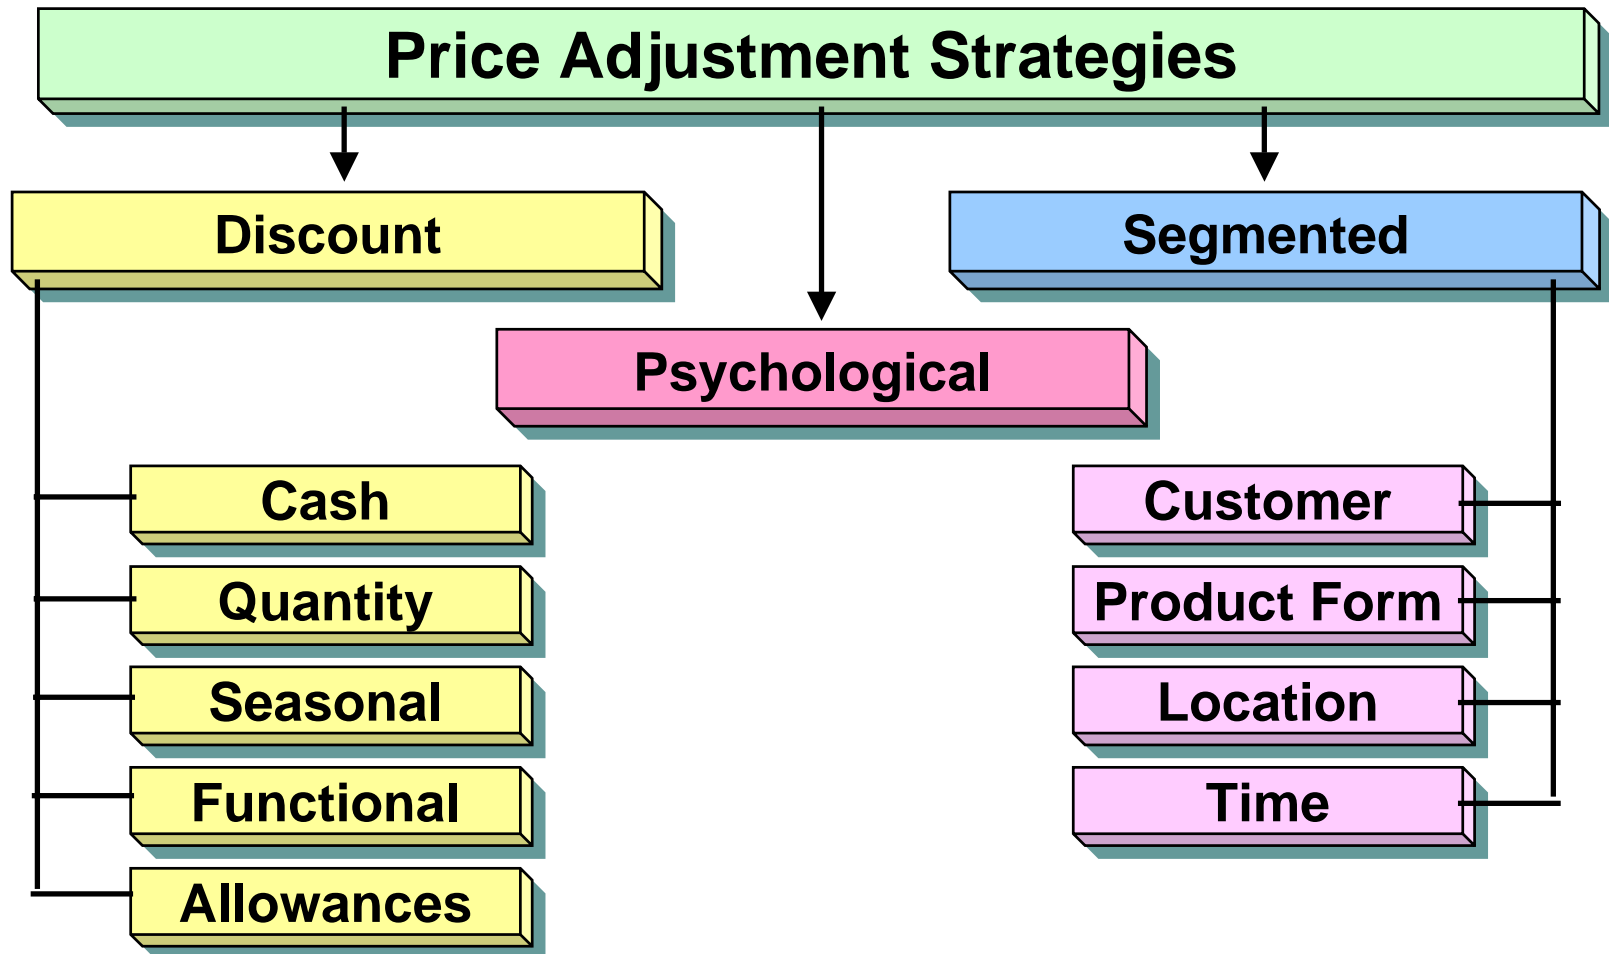 Price Adjustment Strategies
Discount
Segmented
Psychological
Cash
Quantity
Seasonal
Functional
Allowances
Customer
Product Form
Location
Time